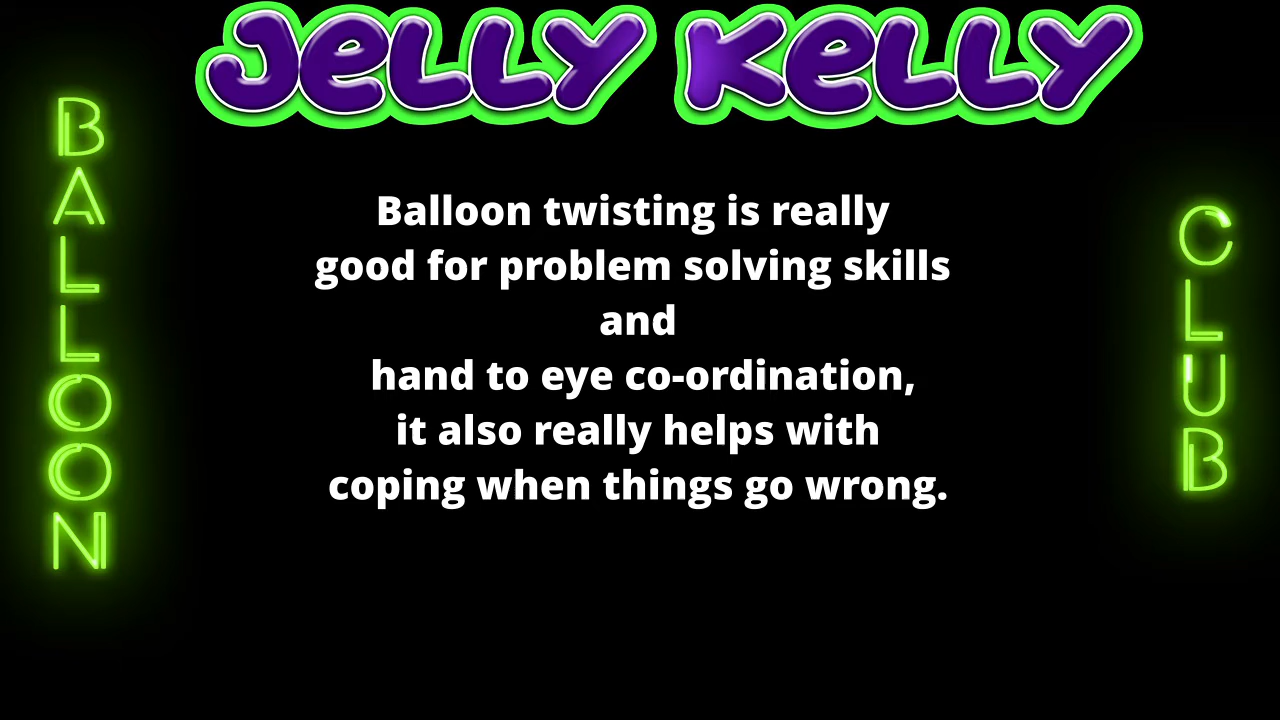 JELLY KELLY
BALLOON
Balloon twisting is really
good for problem solving skills
and
hand to eye co-ordination,
it also really helps with
coping when things go wrong.
CLUB